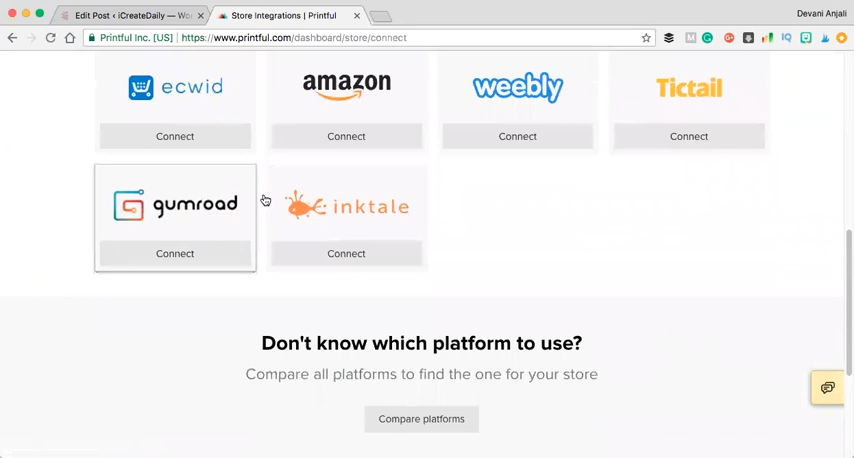 Edit Post ‹ iCreateDaily — Wor
Store Integrations | Printful
Devani Anjali
Printful Inc. [US] | https://www.printful.com/dashboard/store/connect
ecwid
amazon
weebly
Tictail
Connect
Connect
Connect
Connect
gumroad
inktale
Connect
Connect
Don't know which platform to use?
Compare all platforms to find the one for your store
Compare platforms